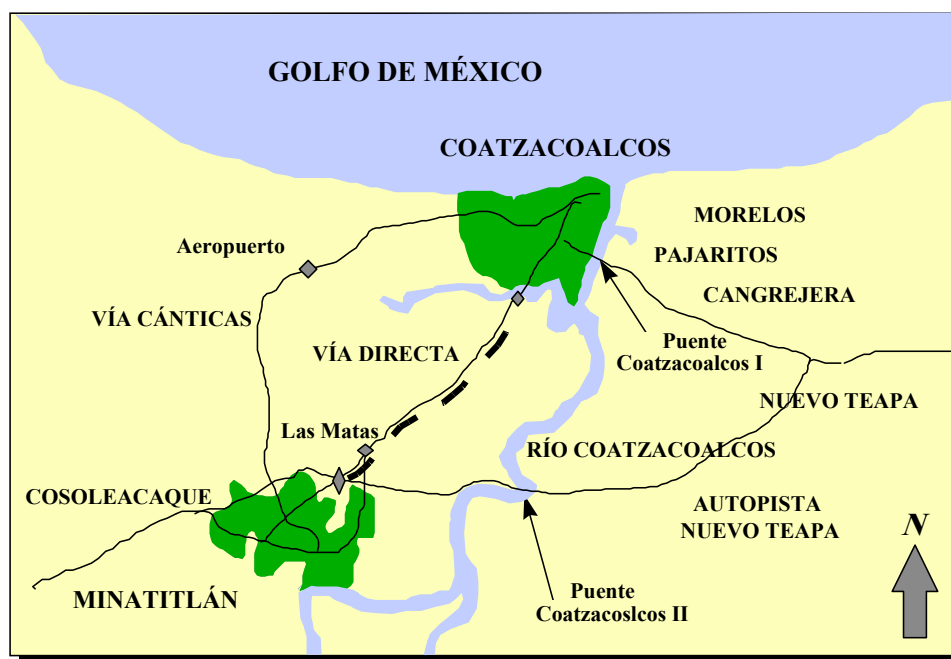 GOLFO DE MÉXICO
COATZACOALCOS
MORELOS
Aeropuerto
PAJARITOS
CANGREJERA
VÍA CÁNTICAS
VÍA DIRECTA
Puente
Coatzacoalcos I
NUEVO TEAPA
Las Matas
RÍO COATZACOALCOS
COSOLEACAQUE
AUTOPISTA
NUEVO TEAPA
N
MINATITLÁN
Puente
Coatzacoslcos II